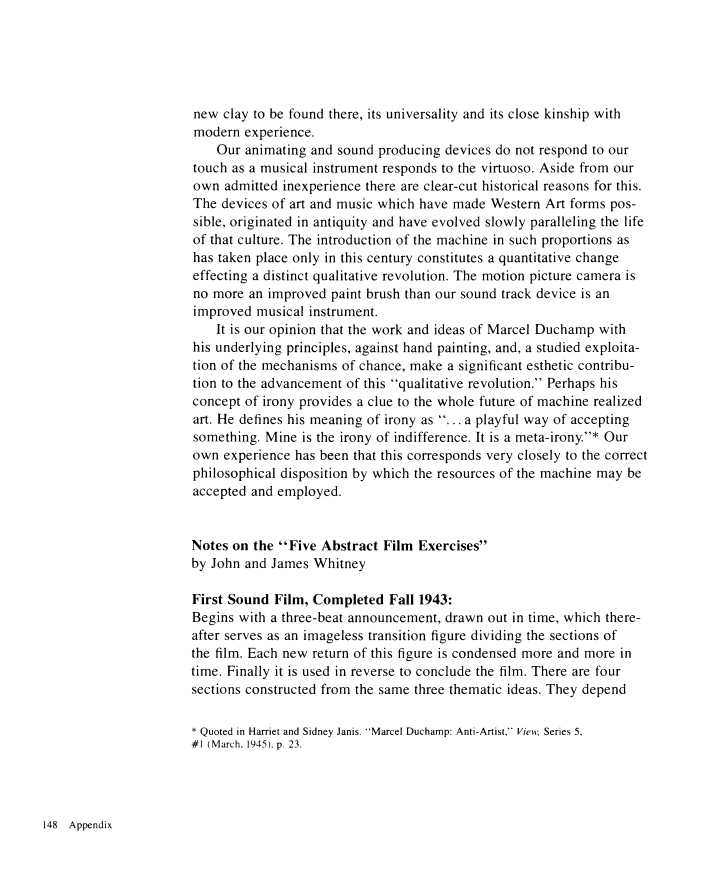 new clay to be found there, its universality and its close kinship with
modern experience.
Our animating and sound producing devices do not respond to our
touch as a musical instrument responds to the virtuoso. Aside from our
own admitted inexperience there are clear-cut historical reasons for this.
The devices of art and music which have made Western Art forms pos-
sible, originated in antiquity and have evolved slowly paralleling the life
of that culture. The introduction of the machine in such proportions as
has taken place only in this century constitutes a quantitative change
effecting a distinct qualitative revolution. The motion picture camera is
no more an improved paint brush than our sound track device is an
improved musical instrument.
It is our opinion that the work and ideas of Marcel Duchamp with
his underlying principles, against hand painting, and, a studied exploita-
tion of the mechanisms of chance, make a significant esthetic contribu-
tion to the advancement of this “qualitative revolution.” Perhaps his
concept of irony provides a clue to the whole future of machine realized
art. He defines his meaning of irony as “... a playful way of accepting
something. Mine is the irony of indifference. It is a meta-irony.”* Our
own experience has been that this corresponds very closely to the correct
philosophical disposition by which the resources of the machine may be
accepted and employed.
Notes on the “Five Abstract Film Exercises”
by John and James Whitney
First Sound Film, Completed Fall 1943:
Begins with a three-beat announcement, drawn out in time, which there-
after serves as an imageless transition figure dividing the sections of
the film. Each new return of this figure is condensed more and more in
time. Finally it is used in reverse to conclude the film. There are four
sections constructed from the same three thematic ideas. They depend
* Quoted in Harriet and Sidney Janis. “Marcel Duchamp: Anti-Artist,” View, Series 5,
#1 (March, 1945), p. 23.
148 Appendix